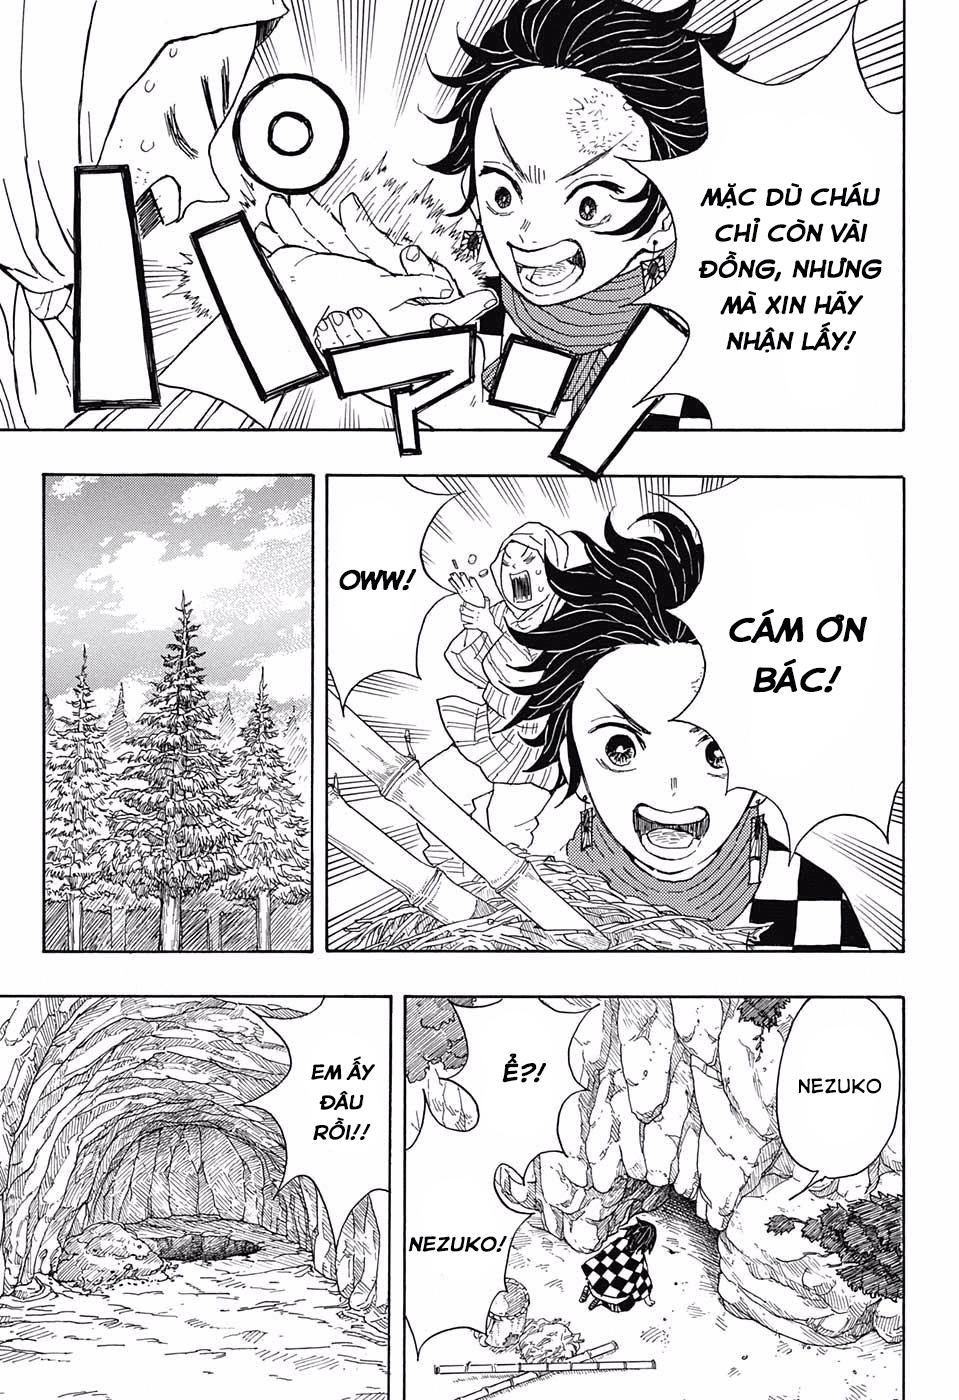 MẶC DÙ CHÁU
CHỈ CÒN VÀI
ĐỒNG, NHƯNG
MÀ XIN HÃY
NHẬN LẤY!
パァン
CÁM ƠN
BÁC!
OWW!
NEZUKO
Ể?!
NEZUKO!
EM ẤY
ĐÂU
RỒI!!